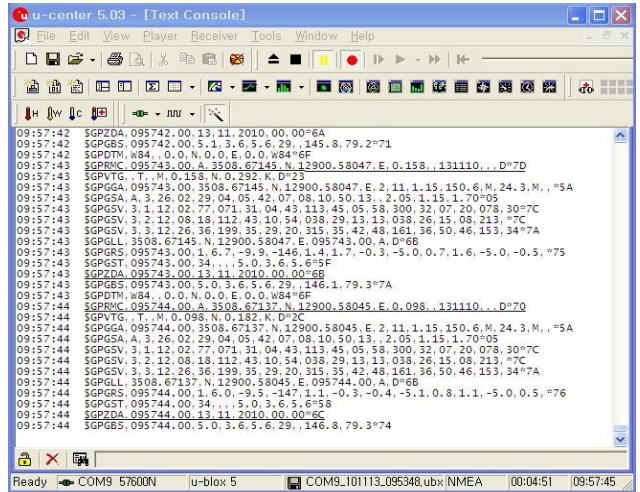 u-center 5.03 - [Text Console]
File Edit View Player Receiver Tools Window Help
09:57:42 $GPZDA,095742.00,13,11,2010,00,00*6A
09:57:42 $GPGBS,095742.00,5.1,3.6,5.6,29,,145.8,79.2*71
09:57:42 $GPDTM,W84,,0.0,N,0.0,E,0.0,W84*6F
09:57:43 $GPRMC,095743.00,A,3508.67145,N,12900.58047,E,0.158,,131110,,,D*7D
09:57:43 $GPVTG,,T,,M,0.158,N,0.292,K,D*23
09:57:43 $GPGGA,095743.00,3508.67145,N,12900.58047,E,2,11,1.15,150.6,M,24.3,M,,*5A
09:57:43 $GPGSA,A,3,26,02,29,04,05,42,07,08,10,50,13,,2.05,1.15,1.70*05
09:57:43 $GPGSV,3,1,12,02,77,071,31,04,43,113,45,05,58,300,32,07,20,078,30*7C
09:57:43 $GPGSV,3,2,12,08,18,112,43,10,54,038,29,13,13,038,26,15,08,213,*7C
09:57:43 $GPGSV,3,3,12,26,36,199,35,29,20,315,35,42,48,161,36,50,46,153,34*7A
09:57:43 $GPGLL,3508.67145,N,12900.58047,E,095743.00,A,D*6B
09:57:43 $GPGRS,095743.00,1,6.7,-9.9,-146,1.4,1.7,-0.3,-5.0,0.7,1.6,-5.0,-0.5,*75
09:57:43 $GPGST,095743.00,34,,,,5.0,3.6,5.6*5F
09:57:43 $GPZDA,095743.00,13,11,2010,00,00*6B
09:57:43 $GPGBS,095743.00,5.0,3.6,5.6,29,,146.1,79.3*7A
09:57:43 $GPDTM,W84,,0.0,N,0.0,E,0.0,W84*6F
09:57:44 $GPRMC,095744.00,A,3508.67137,N,12900.58045,E,0.098,,131110,,,D*70
09:57:44 $GPVTG,,T,,M,0.098,N,0.182,K,D*2C
09:57:44 $GPGGA,095744.00,3508.67137,N,12900.58045,E,2,11,1.15,150.6,M,24.3,M,,*5A
09:57:44 $GPGSA,A,3,26,02,29,04,05,42,07,08,10,50,13,,2.05,1.15,1.70*05
09:57:44 $GPGSV,3,1,12,02,77,071,31,04,43,113,45,05,58,300,32,07,20,078,30*7C
09:57:44 $GPGSV,3,2,12,08,18,112,43,10,54,038,29,13,13,038,26,15,08,213,*7C
09:57:44 $GPGSV,3,3,12,26,36,199,35,29,20,315,35,42,48,161,36,50,46,153,34*7A
09:57:44 $GPGLL,3508.67137,N,12900.58045,E,095744.00,A,D*6B
09:57:44 $GPGRS,095744.00,1,6.0,-9.5,-147,1.1,-0.3,-0.4,-5.1,0.8,1.1,-5.0,0.5,*76
09:57:44 $GPGST,095744.00,34,,,,5.0,3.6,5.6*58
09:57:44 $GPZDA,095744.00,13,11,2010,00,00*6C
09:57:44 $GPGBS,095744.00,5.0,3.6,5.6,29,,146.8,79.3*74
Ready COM9 57600N u-blox 5 COM9_101113_095348.ubx NMEA 00:04:51 09:57:45